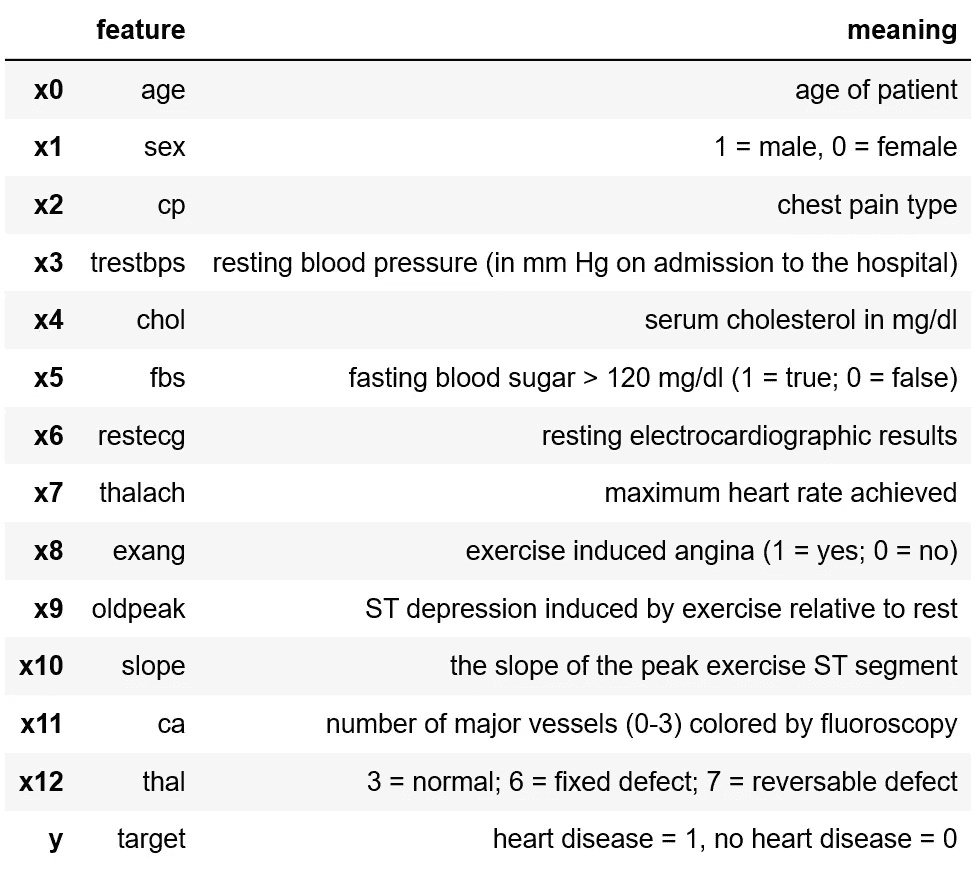 feature meaning
x0 age age of patient
x1 sex 1 = male, 0 = female
x2 cp chest pain type
x3 trestbps resting blood pressure (in mm Hg on admission to the hospital)
x4 chol serum cholesterol in mg/dl
x5 fbs fasting blood sugar > 120 mg/dl (1 = true; 0 = false)
x6 restecg resting electrocardiographic results
x7 thalach maximum heart rate achieved
x8 exang exercise induced angina (1 = yes; 0 = no)
x9 oldpeak ST depression induced by exercise relative to rest
x10 slope the slope of the peak exercise ST segment
x11 ca number of major vessels (0-3) colored by fluoroscopy
x12 thal 3 = normal; 6 = fixed defect; 7 = reversable defect
y target heart disease = 1, no heart disease = 0